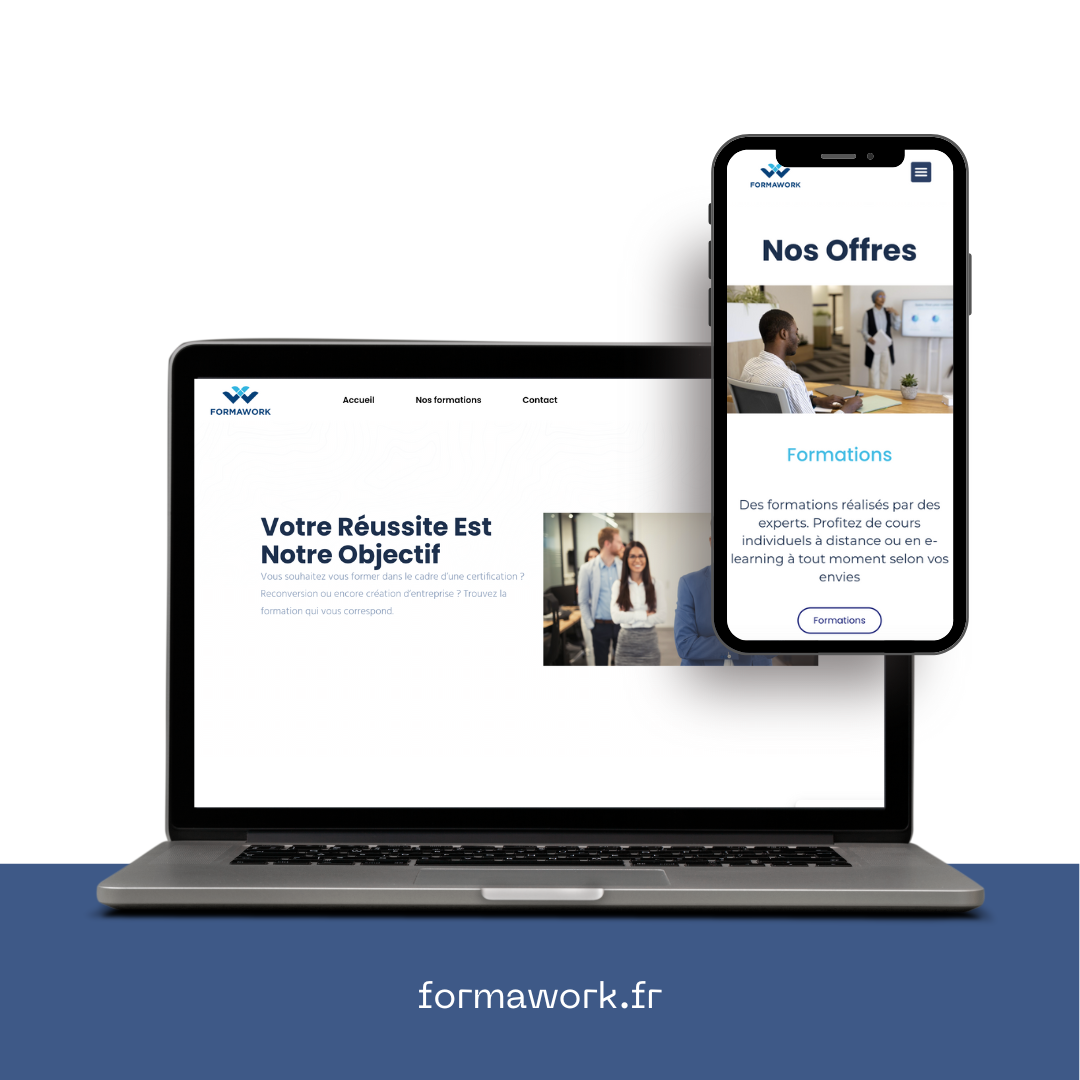 FORMAWORK
Nos Offres
Formations
Des formations réalisés par des
experts. Profitez de cours
individuels à distance ou en e-
learning à tout moment selon vos
envies
Formations
FORMAWORK
Accueil
Nos formations
Contact
Votre Réussite Est
Notre Objectif
Vous souhaitez vous former dans le cadre d'une certification ?
Reconversion ou encore création d'entreprise ? Trouvez la
formation qui vous correspond.
formawork.fr